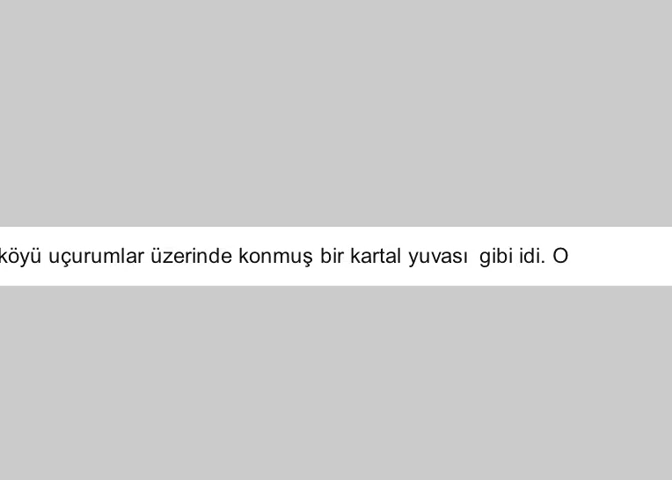 köyü uçurumlar üzerinde konmuş bir kartal yuvası  gibi idi. O